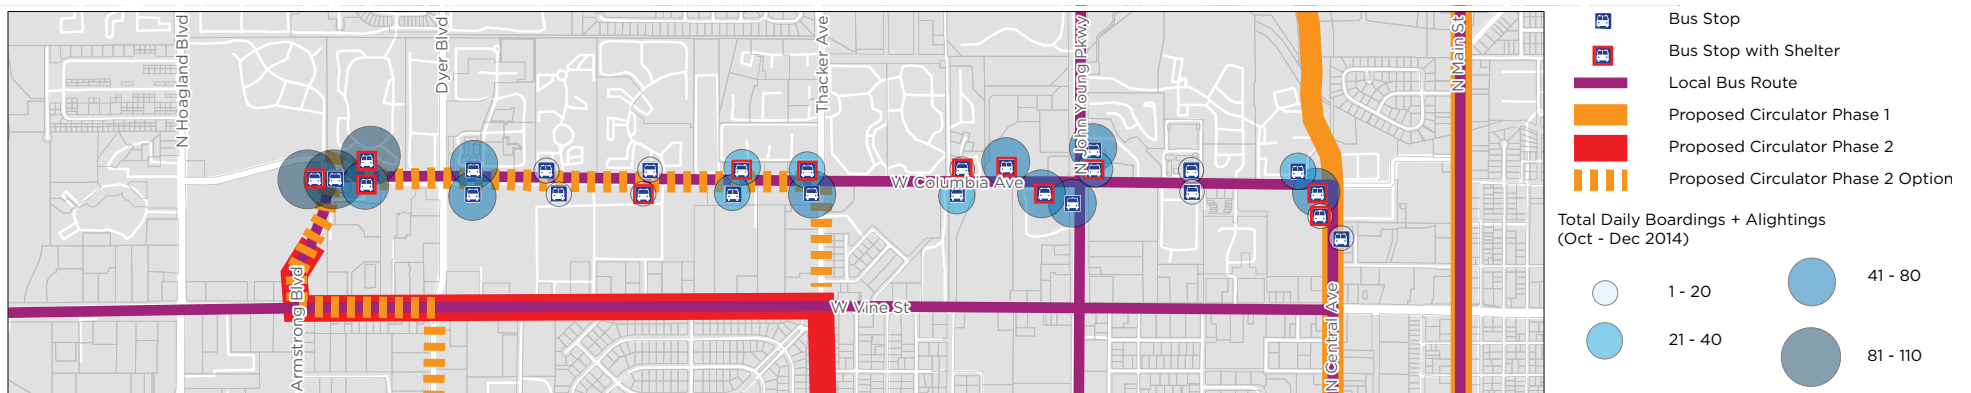 N Hoagland Blvd
Dyer Blvd
Thacker Ave
N John Young Pkwy
N Main St
W Columbia Ave
W Vine St
Armstrong Blvd
N Central Ave
Bus Stop
Bus Stop with Shelter
Local Bus Route
Proposed Circulator Phase 1
Proposed Circulator Phase 2
Proposed Circulator Phase 2 Option
Total Daily Boardings + Alightings
(Oct - Dec 2014)
1 - 20
21 - 40
41 - 80
81 - 110